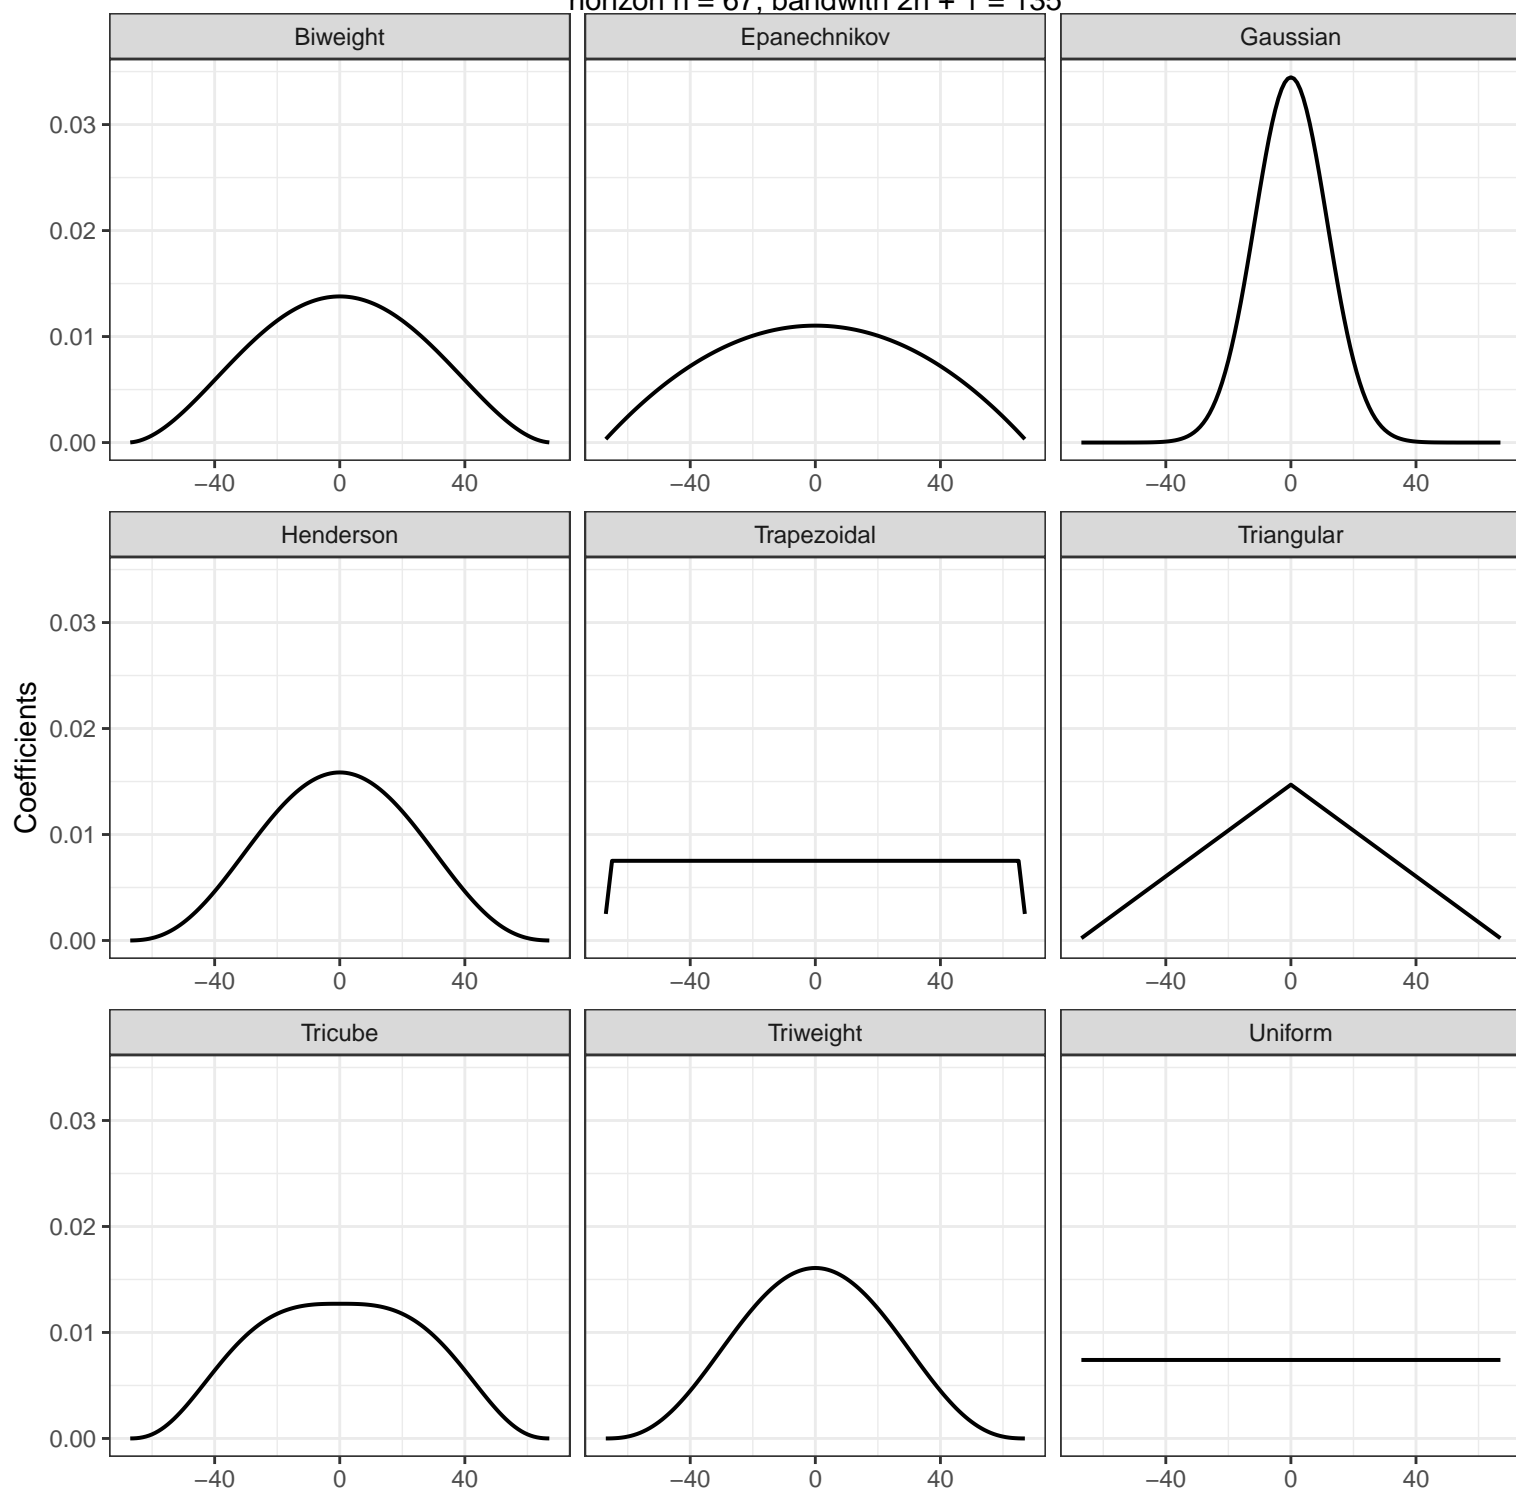 horizon h = 67, bandwith 2h + 1 = 135
Biweight
Epanechnikov
Gaussian
0.03
0.02
0.01
0.00
−40 0 40
−40 0 40
−40 0 40
Henderson
Trapezoidal
Triangular
Coefficients
0.03
0.02
0.01
0.00
−40 0 40
−40 0 40
−40 0 40
Tricube
Triweight
Uniform
0.03
0.02
0.01
0.00
−40 0 40
−40 0 40
−40 0 40